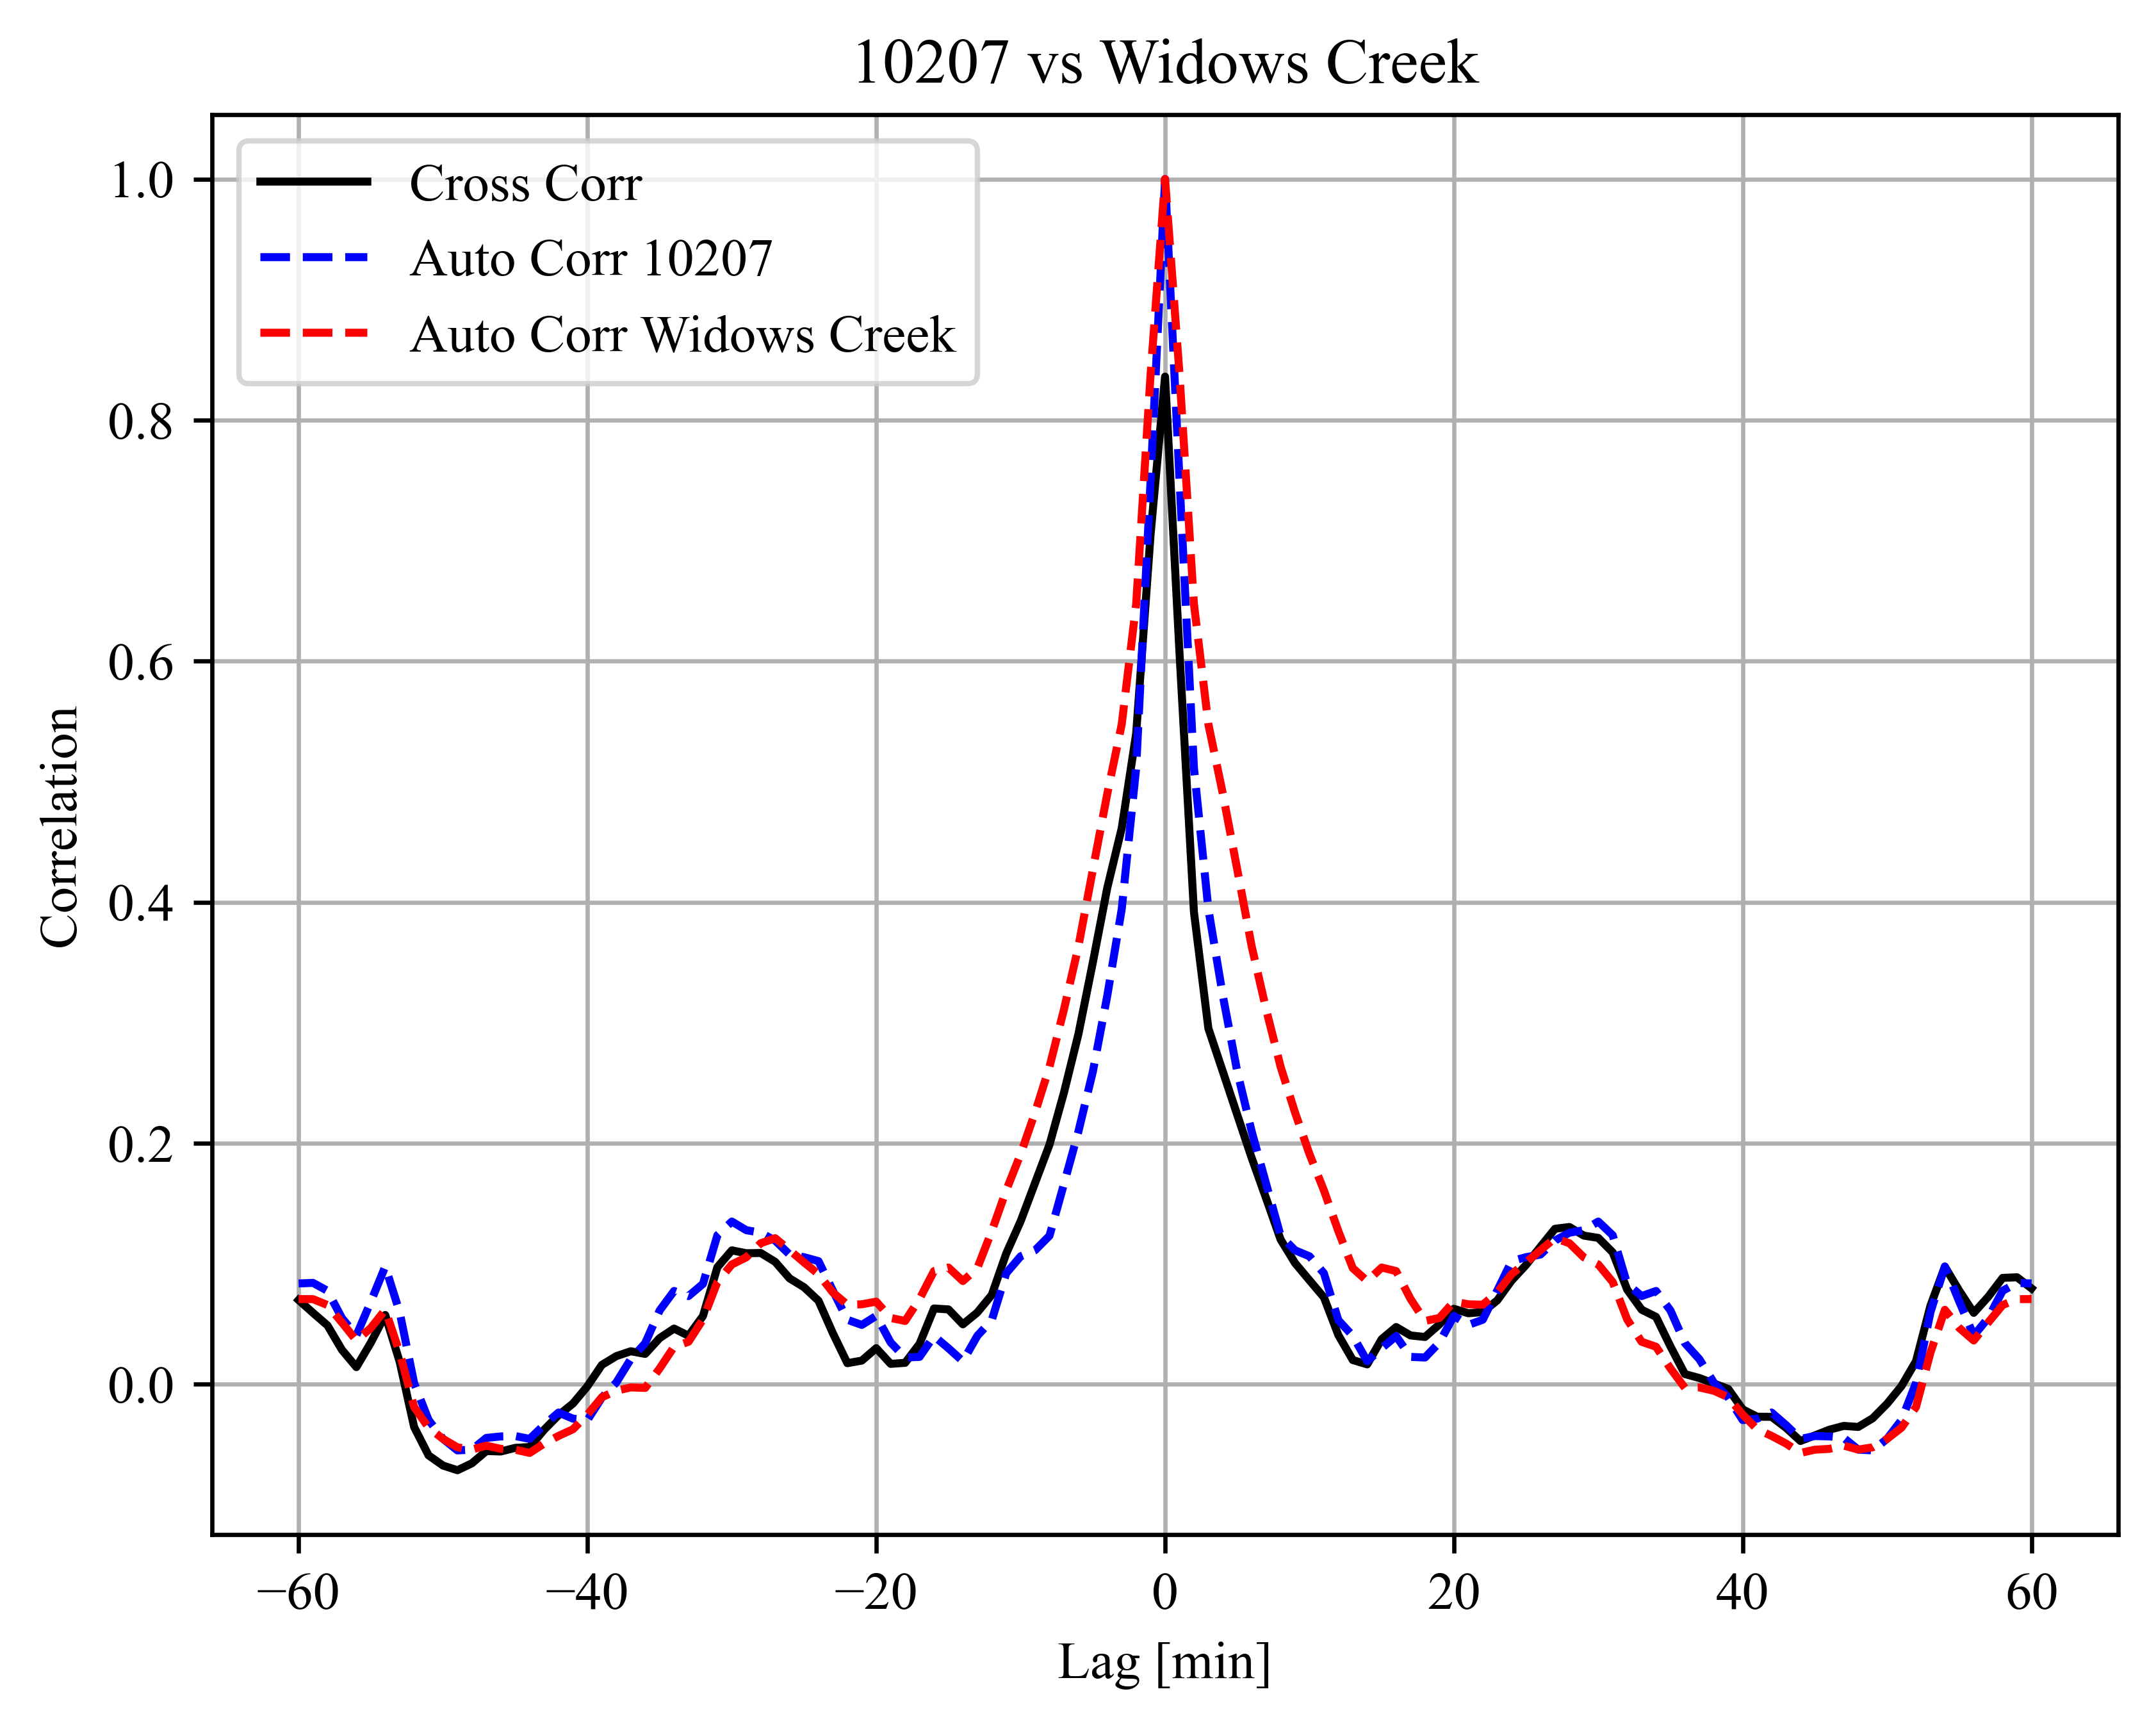 10207 vs Widows Creek
Cross Corr
Auto Corr 10207
Auto Corr Widows Creek
Correlation
1.0
0.8
0.6
0.4
0.2
0.0
−60 −40 −20 0 20 40 60
Lag [min]